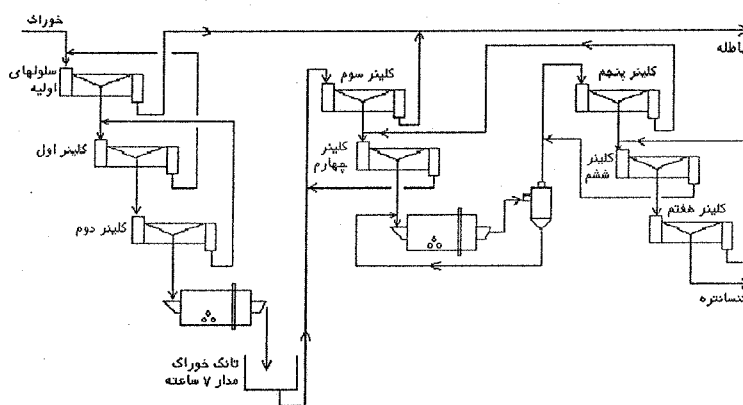 خوراک
سلولهای
اولیه
کلینر اول
کلینر دوم
تانک خوراک
مدار ۷ ساعته
کلینر سوم
کلینر
چهارم
کلینر پنجم
کلینر
ششم
کلینر هفتم
باطله
کنسانتره